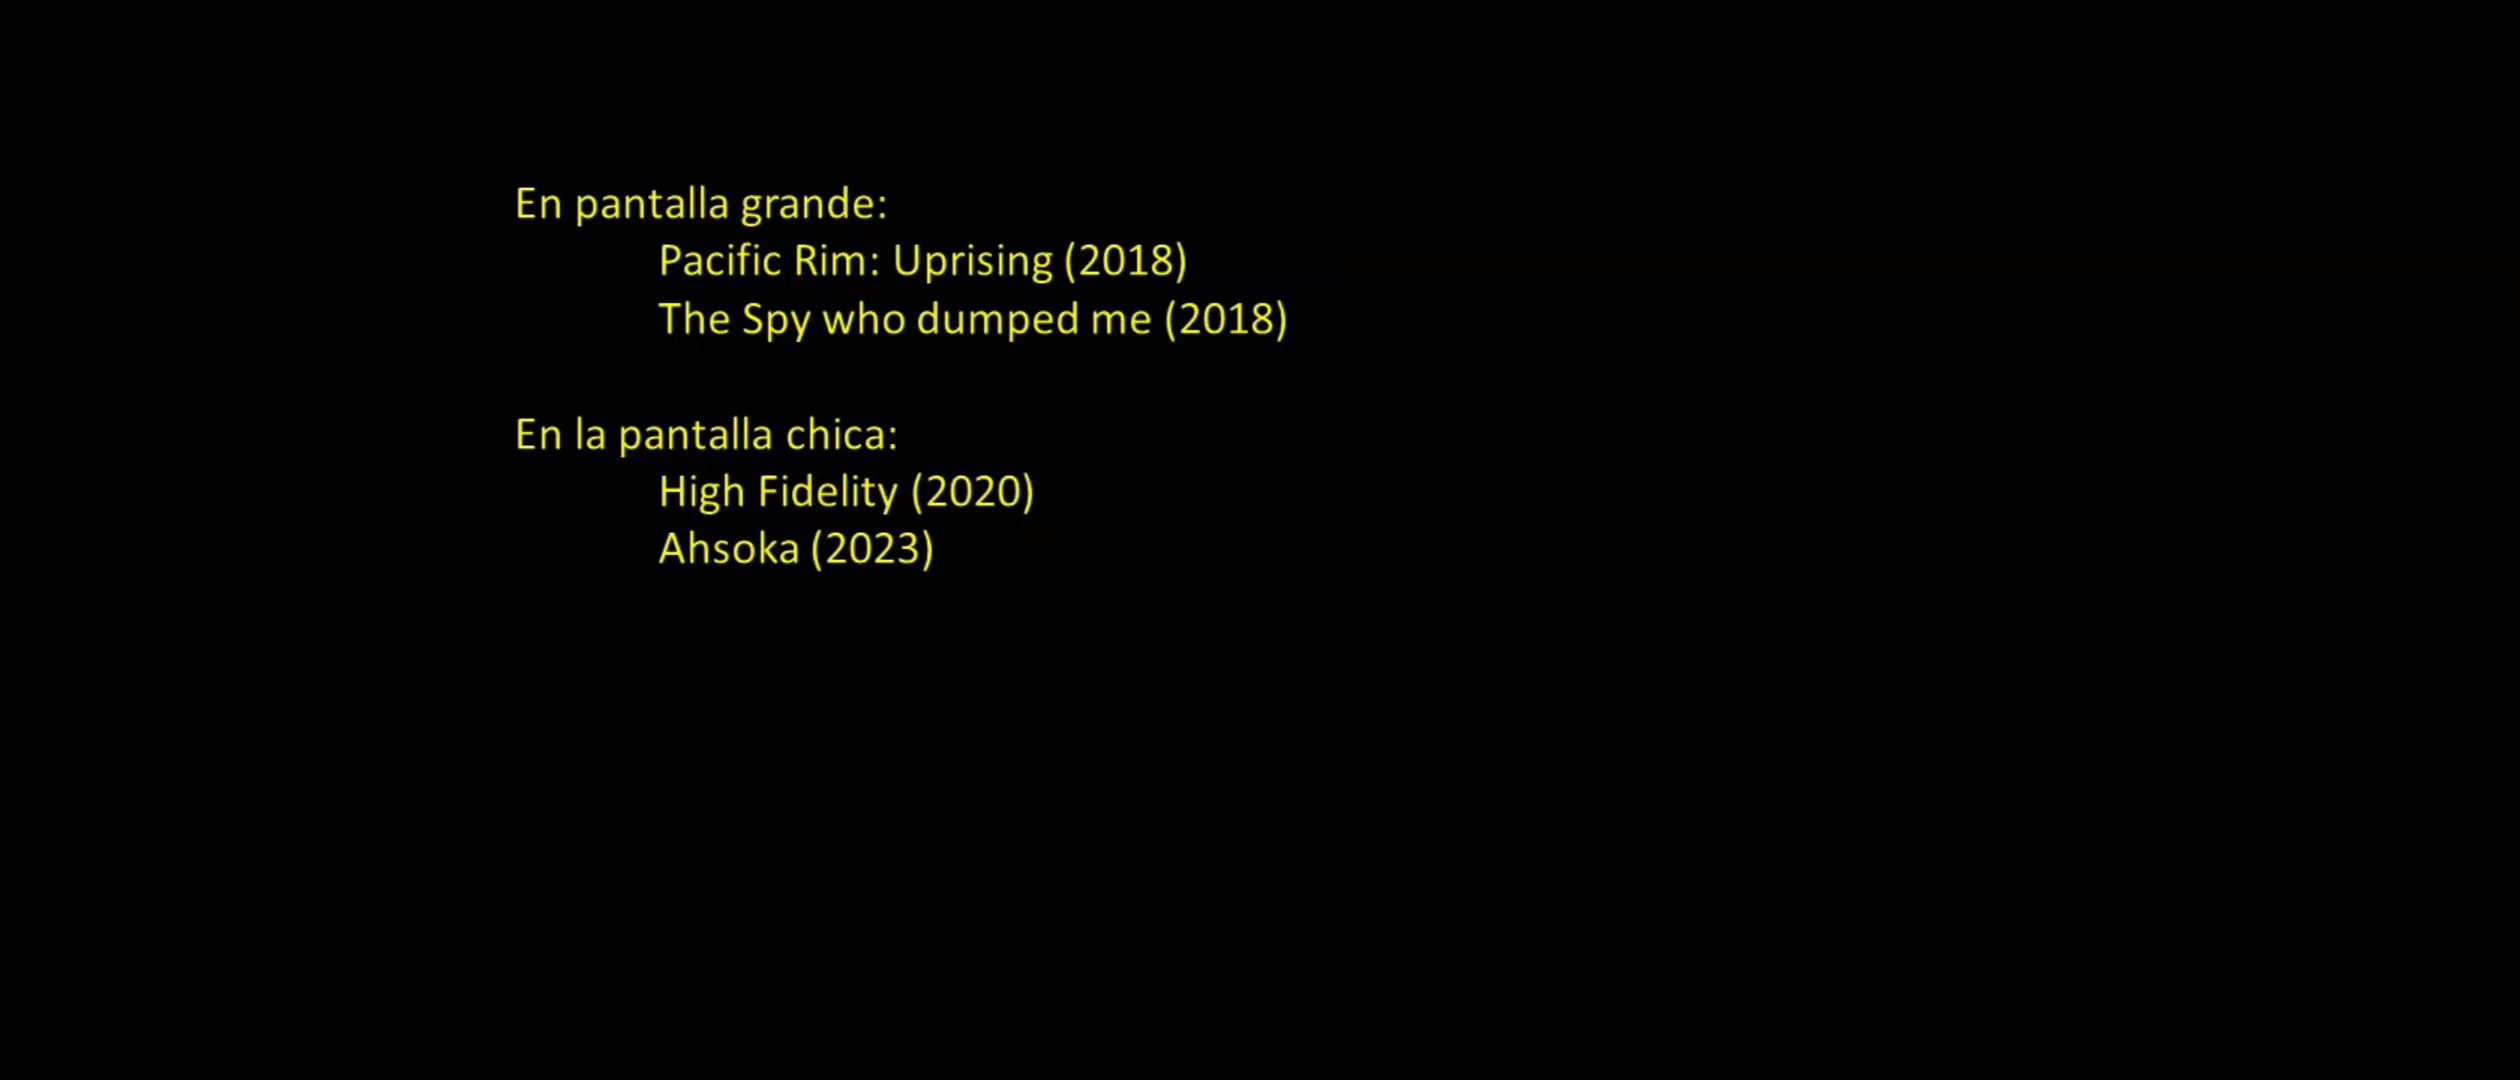 En pantalla grande:
Pacific Rim: Uprising (2018)
The Spy who dumped me (2018)
En la pantalla chica:
High Fidelity (2020)
Ahsoka (2023)